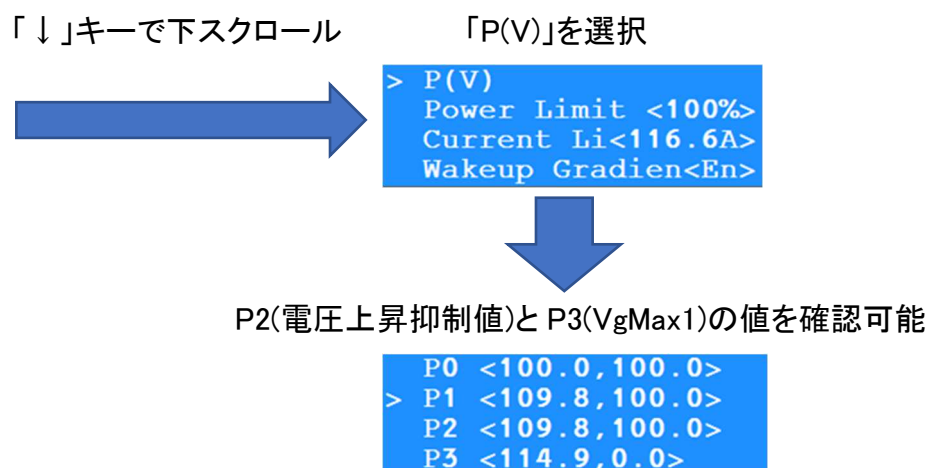 「↓」キーで下スクロール
「P(V)」を選択
> P(V)
Power Limit <100%>
Current Li<116.6A>
Wakeup Gradien<En>
P2(電圧上昇抑制値)と P3(VgMax1)の値を確認可能
P0 <100.0,100.0>
> P1 <109.8,100.0>
P2 <109.8,100.0>
P3 <114.9,0.0>